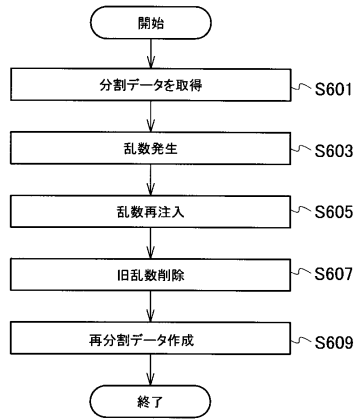 開始
分割データを取得
S601
乱数発生
S603
乱数再注入
S605
旧乱数削除
S607
再分割データ作成
S609
終了